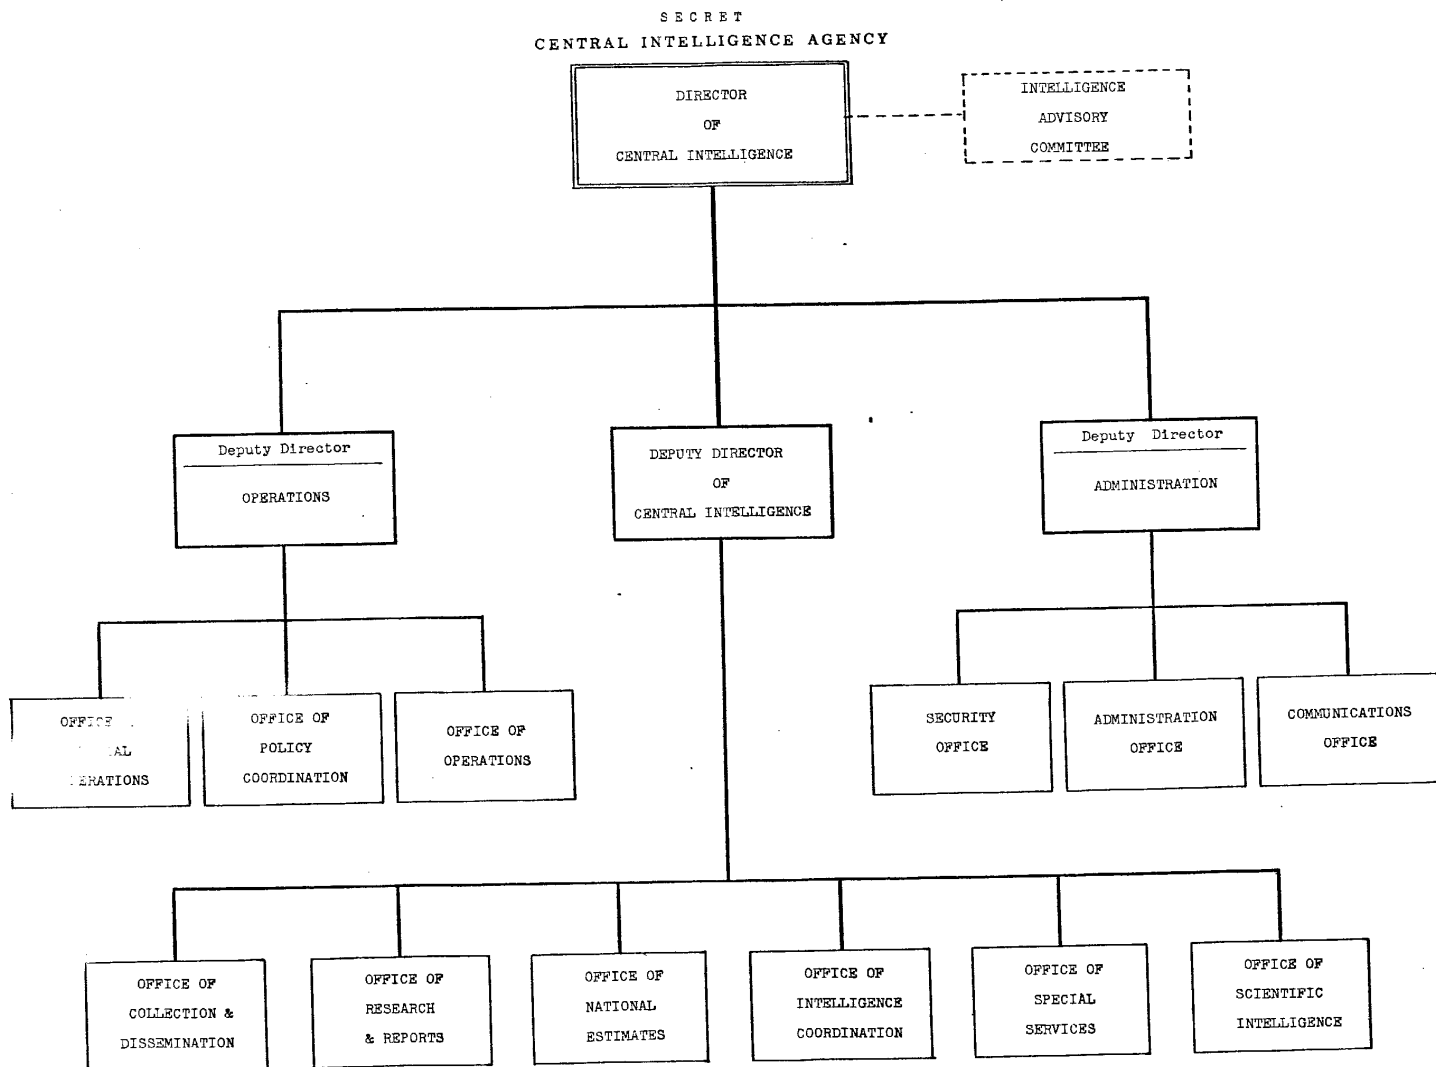 SECRET
CENTRAL INTELLIGENCE AGENCY
DIRECTOR
OF
CENTRAL INTELLIGENCE
INTELLIGENCE
ADVISORY
COMMITTEE
Deputy Director
OPERATIONS
DEPUTY DIRECTOR
OF
CENTRAL INTELLIGENCE
Deputy Director
ADMINISTRATION
OFFICE
OFFICE OF
POLICY
COORDINATION
OFFICE OF
OPERATIONS
SECURITY
OFFICE
ADMINISTRATION
OFFICE
COMMUNICATIONS
OFFICE
OFFICE OF
COLLECTION &
DISSEMINATION
OFFICE OF
RESEARCH
& REPORTS
OFFICE OF
NATIONAL
ESTIMATES
OFFICE OF
INTELLIGENCE
COORDINATION
OFFICE OF
SPECIAL
SERVICES
OFFICE OF
SCIENTIFIC
INTELLIGENCE